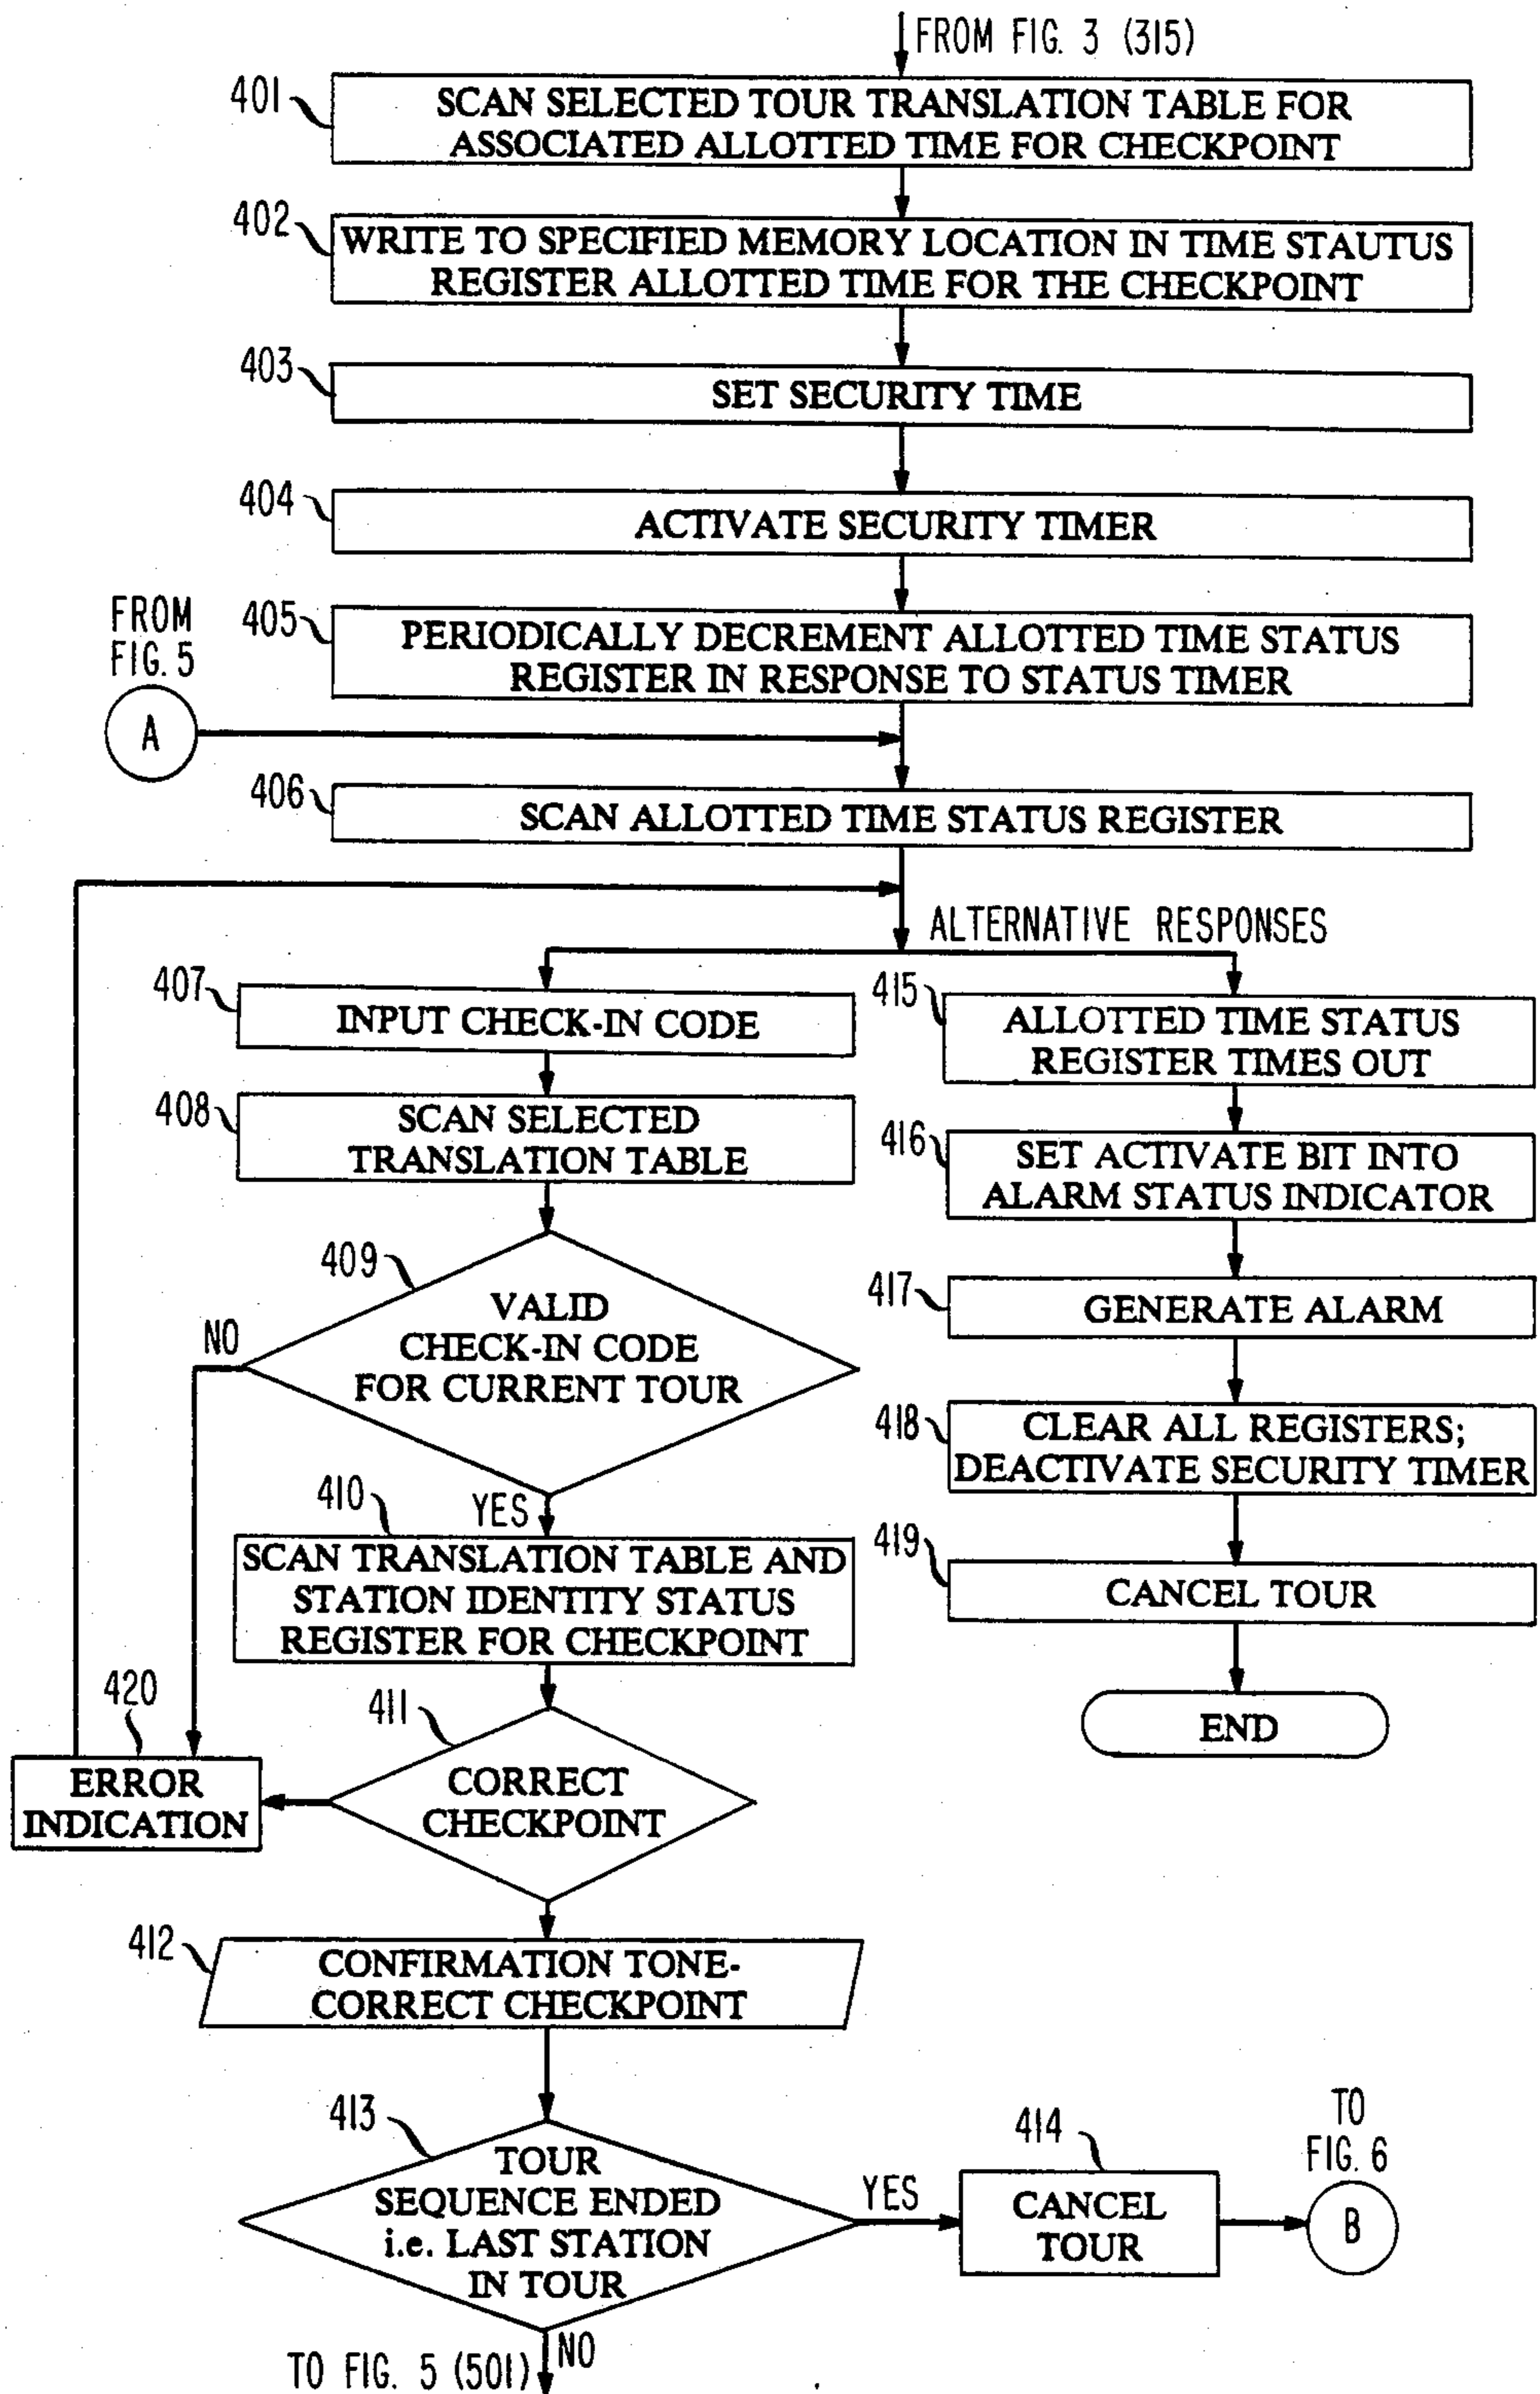 FROM FIG. 3 (315)
401
SCAN SELECTED TOUR TRANSLATION TABLE FOR
ASSOCIATED ALLOTTED TIME FOR CHECKPOINT
402
WRITE TO SPECIFIED MEMORY LOCATION IN TIME STAUTUS
REGISTER ALLOTTED TIME FOR THE CHECKPOINT
403
SET SECURITY TIME
404
ACTIVATE SECURITY TIMER
405
PERIODICALLY DECREMENT ALLOTTED TIME STATUS
REGISTER IN RESPONSE TO STATUS TIMER
FROM
FIG. 5
A
406
SCAN ALLOTTED TIME STATUS REGISTER
ALTERNATIVE RESPONSES
407
INPUT CHECK-IN CODE
408
SCAN SELECTED
TRANSLATION TABLE
409
VALID
CHECK-IN CODE
FOR CURRENT TOUR
NO
YES
410
SCAN TRANSLATION TABLE AND
STATION IDENTITY STATUS
REGISTER FOR CHECKPOINT
411
CORRECT
CHECKPOINT
420
ERROR
INDICATION
412
CONFIRMATION TONE-
CORRECT CHECKPOINT
413
TOUR
SEQUENCE ENDED
i.e. LAST STATION
IN TOUR
YES
414
CANCEL
TOUR
TO
FIG. 6
B
NO
TO FIG. 5 (501)
415
ALLOTTED TIME STATUS
REGISTER TIMES OUT
416
SET ACTIVATE BIT INTO
ALARM STATUS INDICATOR
417
GENERATE ALARM
418
CLEAR ALL REGISTERS;
DEACTIVATE SECURITY TIMER
419
CANCEL TOUR
END